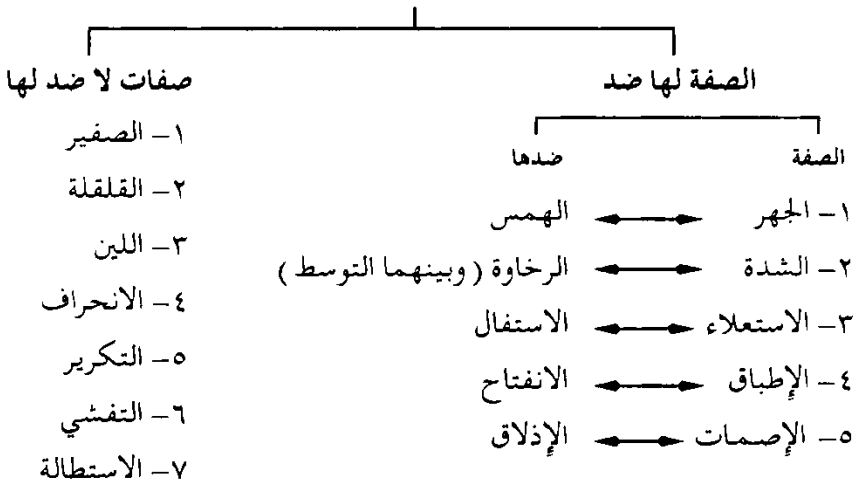 الصفة لها ضد
الصفة ضدها
١- الجهر الهمس
٢- الشدة الرخاوة (وبينهما التوسط)
٣- الاستعلاء الاستفال
٤- الإطباق الانفتاح
٥- الإصمات الإذلاق
صفات لا ضد لها
١- الصفير
٢- القلقلة
٣- اللين
٤- الانحراف
٥- التكرير
٦- التفشي
٧- الاستطالة